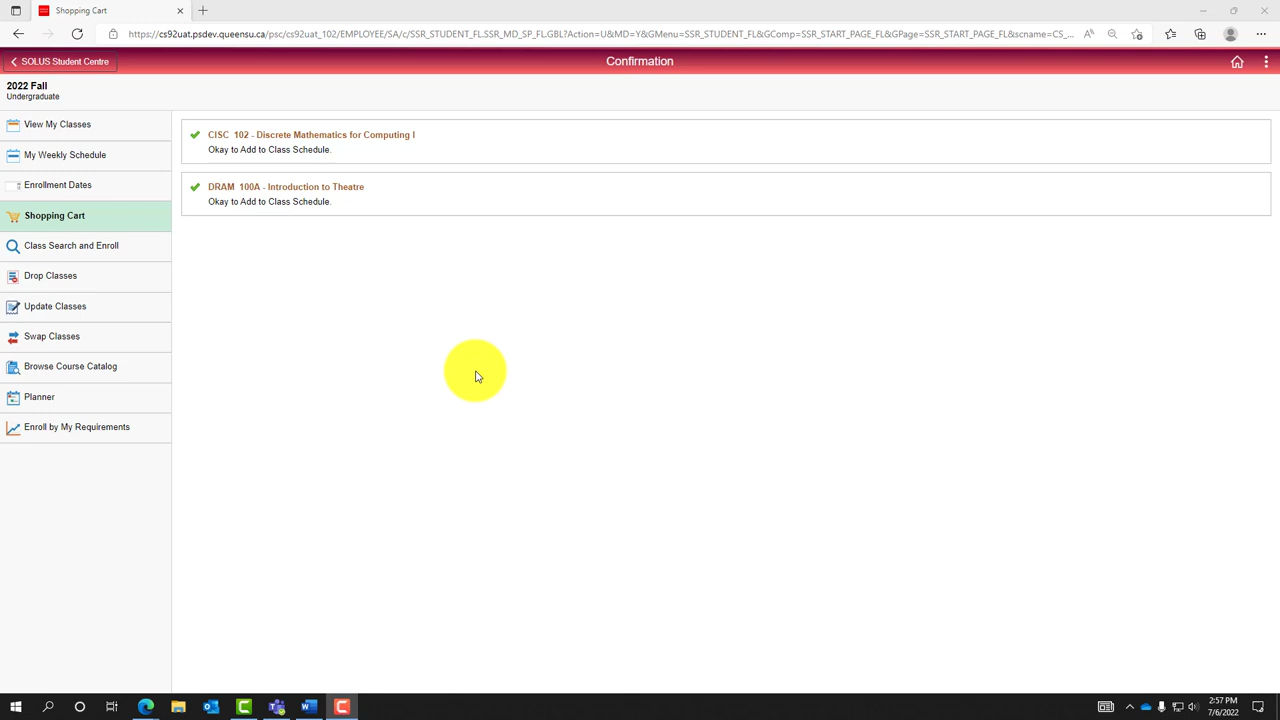 Shopping Cart
https://cs92uat.psdev.queensu.ca/psc/cs92uat_102/EMPLOYEE/SA/c/SSR_STUDENT_FL.SSR_MD_SP_FL.GBL?Action=U&MD=Y&GMenu=SSR_STUDENT_FL&GComp=SSR_START_PAGE_FL&GPage=SSR_START_PAGE_FL&scname=CS_...
SOLUS Student Centre
Confirmation
2022 Fall
Undergraduate
View My Classes
My Weekly Schedule
Enrollment Dates
Shopping Cart
Class Search and Enroll
Drop Classes
Update Classes
Swap Classes
Browse Course Catalog
Planner
Enroll by My Requirements
CISC 102 - Discrete Mathematics for Computing I
Okay to Add to Class Schedule.
DRAM 100A - Introduction to Theatre
Okay to Add to Class Schedule.
2:57 PM
7/6/2022